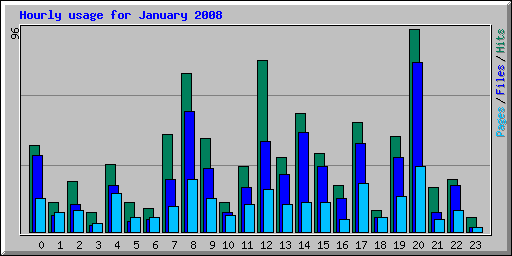 Hourly usage for January 2008
96
Pages / Files / Hits
0 1 2 3 4 5 6 7 8 9 10 11 12 13 14 15 16 17 18 19 20 21 22 23